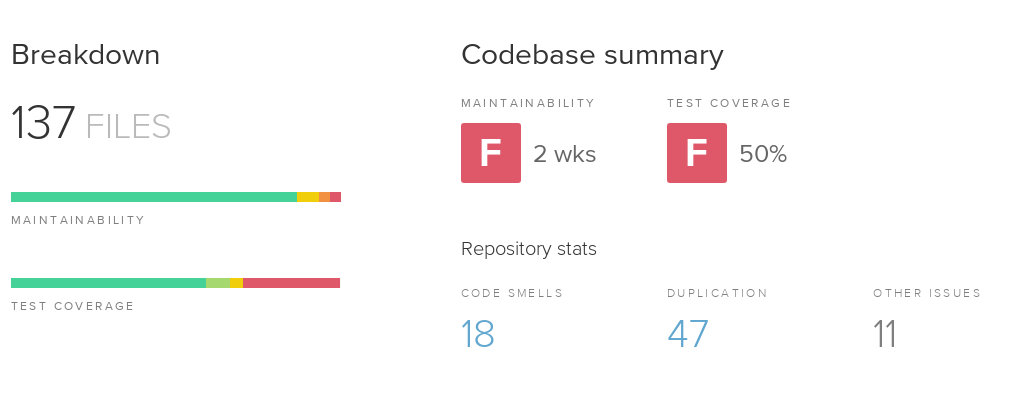 Breakdown
137 FILES
MAINTAINABILITY
TEST COVERAGE
Codebase summary
MAINTAINABILITY
TEST COVERAGE
F 2 wks
F 50%
Repository stats
CODE SMELLS
DUPLICATION
OTHER ISSUES
18
47
11